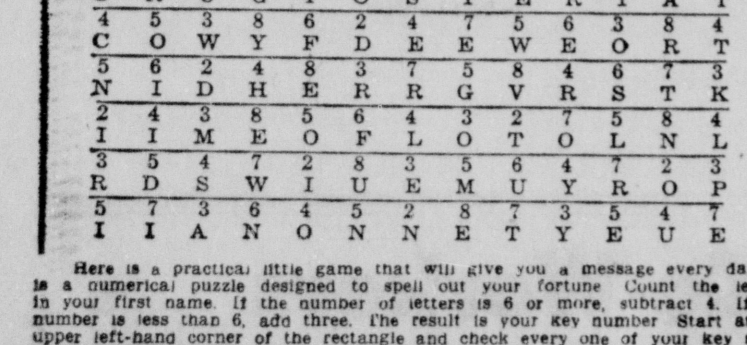 4 5 3 8 6 2 4 7 5 6 3 8 4
C O W Y F D E E W E O R T
5 6 2 4 8 3 7 5 8 4 6 7 3
N I D H E R R G V R S T K
2 4 3 8 5 6 4 3 2 7 5 8 4
I I M E O F L O T O L N L
3 5 4 7 2 8 3 5 6 4 7 2 3
R D S W I U E M U Y R O P
5 7 3 6 4 5 2 8 7 3 5 4 7
I I A N O N N E T Y E U E
Here is a practical little game that will give you a message every da
is a numerical puzzle designed to spell out your fortune Count the le
in your first name. If the number of letters is 6 or more, subtract 4. If
number is less than 6, add three. The result is your key number Start a
upper left-hand corner of the rectangle and check every one of your key